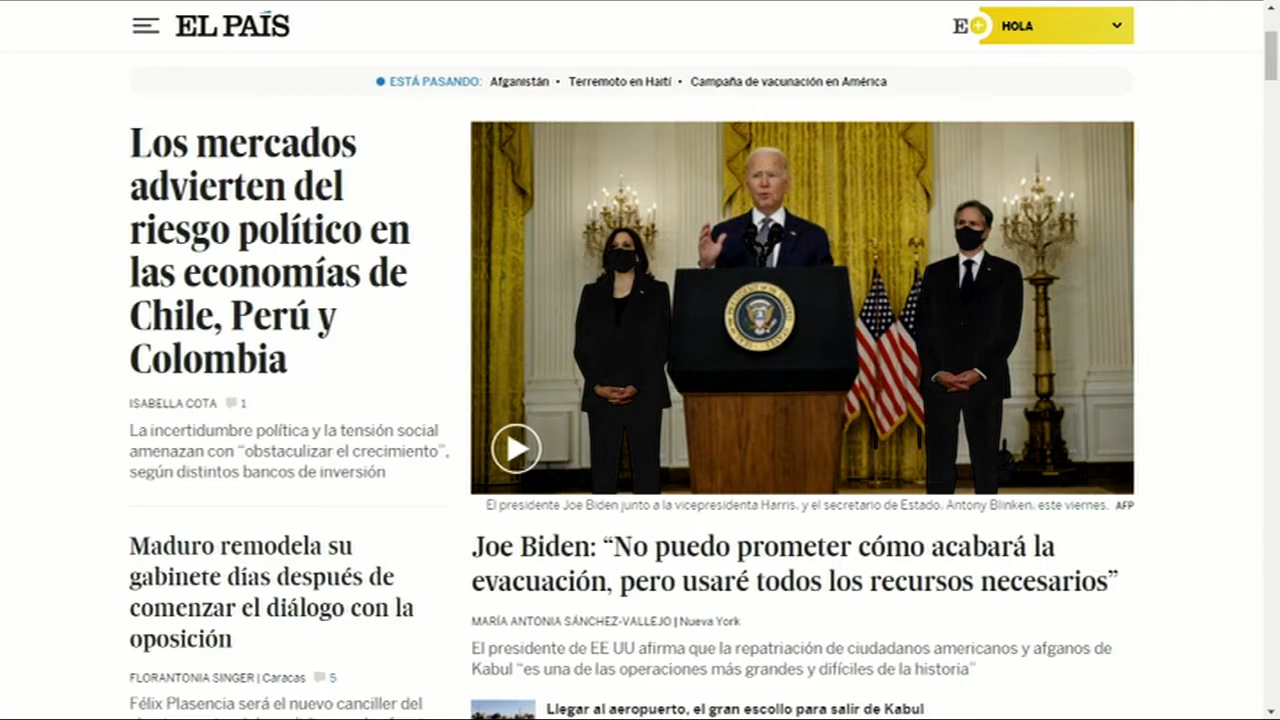 EL PAÍS
E+ HOLA
ESTÁ PASANDO: Afganistán • Terremoto en Haití • Campaña de vacunación en América
Los mercados
advierten del
riesgo político en
las economías de
Chile, Perú y
Colombia
ISABELLA COTA 1
La incertidumbre política y la tensión social
amenazan con “obstaculizar el crecimiento”,
según distintos bancos de inversión
Maduro remodela su
gabinete días después de
comenzar el diálogo con la
oposición
FLORANTONIA SINGER | Caracas 5
Félix Plasencia será el nuevo canciller del
El presidente Joe Biden junto a la vicepresidenta Harris, y el secretario de Estado, Antony Blinken, este viernes. AFP
Joe Biden: “No puedo prometer cómo acabará la
evacuación, pero usaré todos los recursos necesarios”
MARÍA ANTONIA SÁNCHEZ-VALLEJO | Nueva York
El presidente de EE UU afirma que la repatriación de ciudadanos americanos y afganos de
Kabul “es una de las operaciones más grandes y difíciles de la historia”
Llegar al aeropuerto, el gran escollo para salir de Kabul